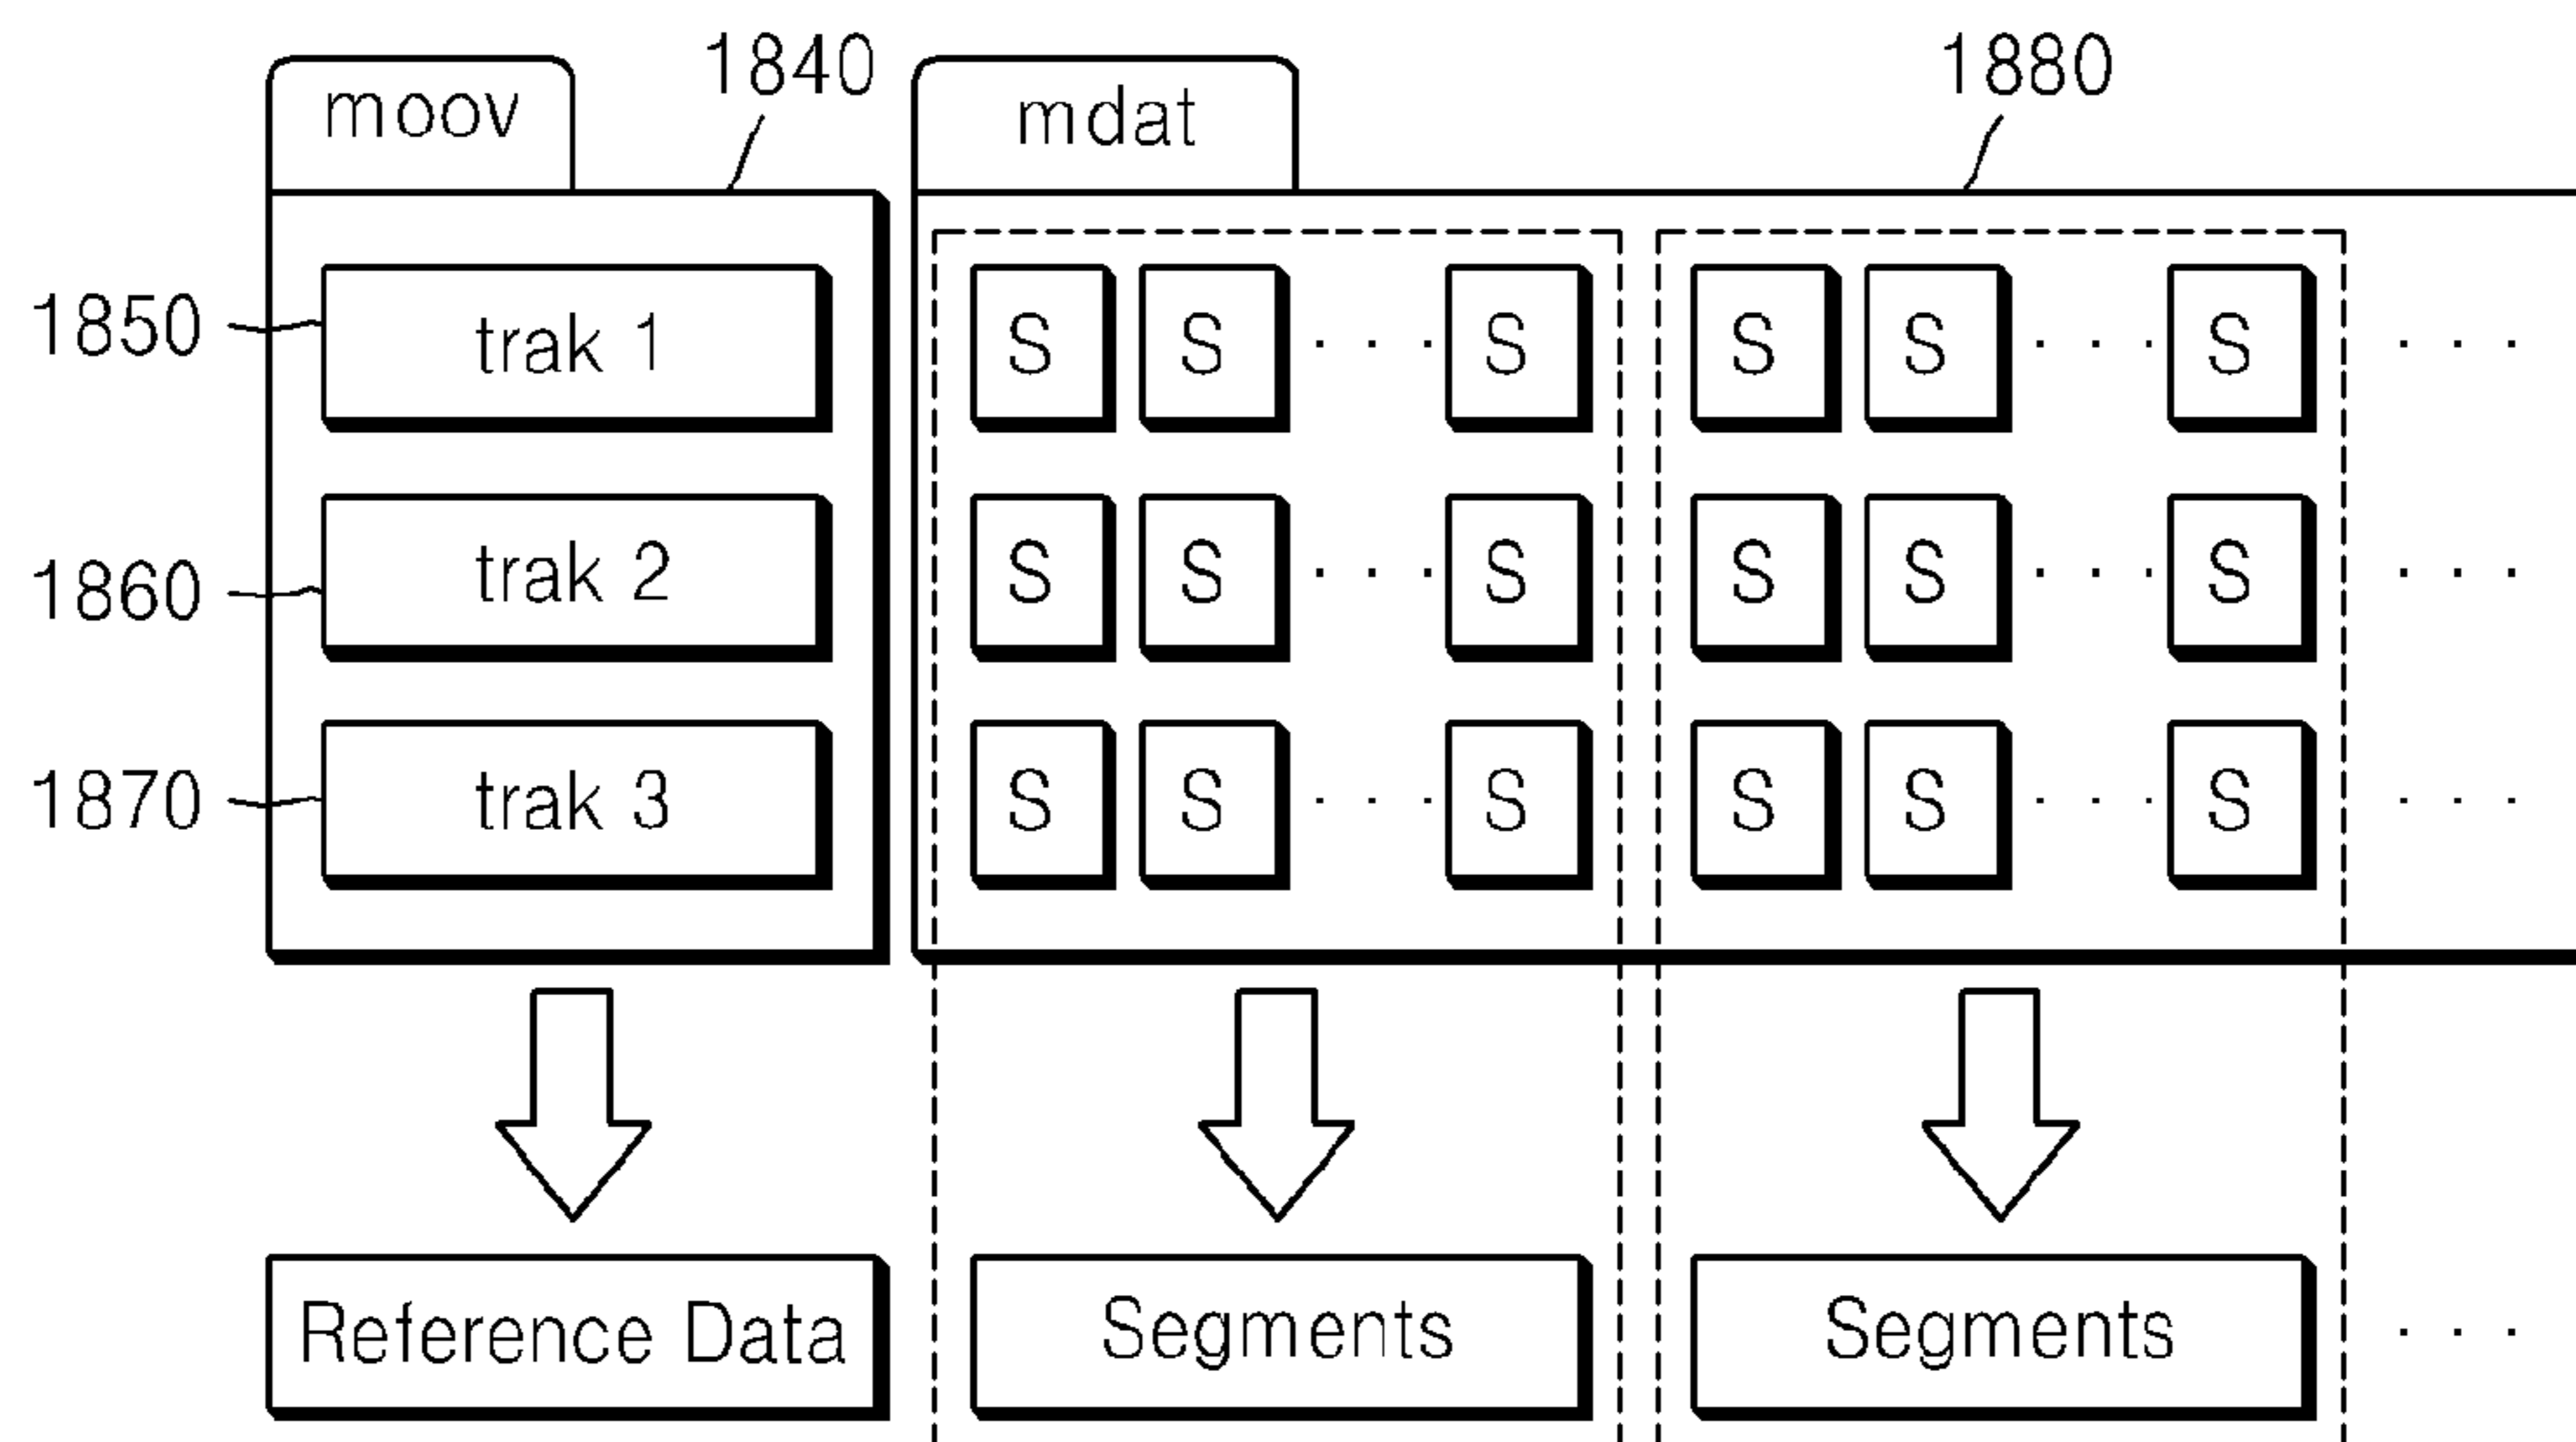 1840 1880
moov mdat
1850 trak 1 S S · · · S S S · · · S · · ·
1860 trak 2 S S · · · S S S · · · S · · ·
1870 trak 3 S S · · · S S S · · · S · · ·
Reference Data Segments Segments · · ·